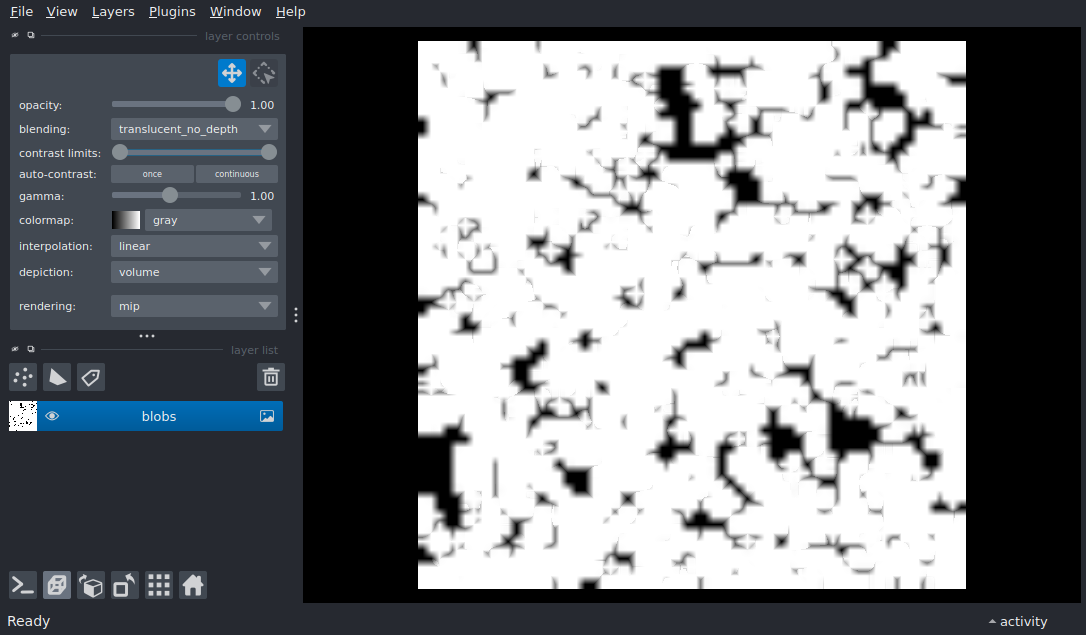 File View Layers Plugins Window Help
layer controls
opacity: 1.00
blending: translucent_no_depth
contrast limits:
auto-contrast: once continuous
gamma: 1.00
colormap: gray
interpolation: linear
depiction: volume
rendering: mip
layer list
blobs
Ready activity